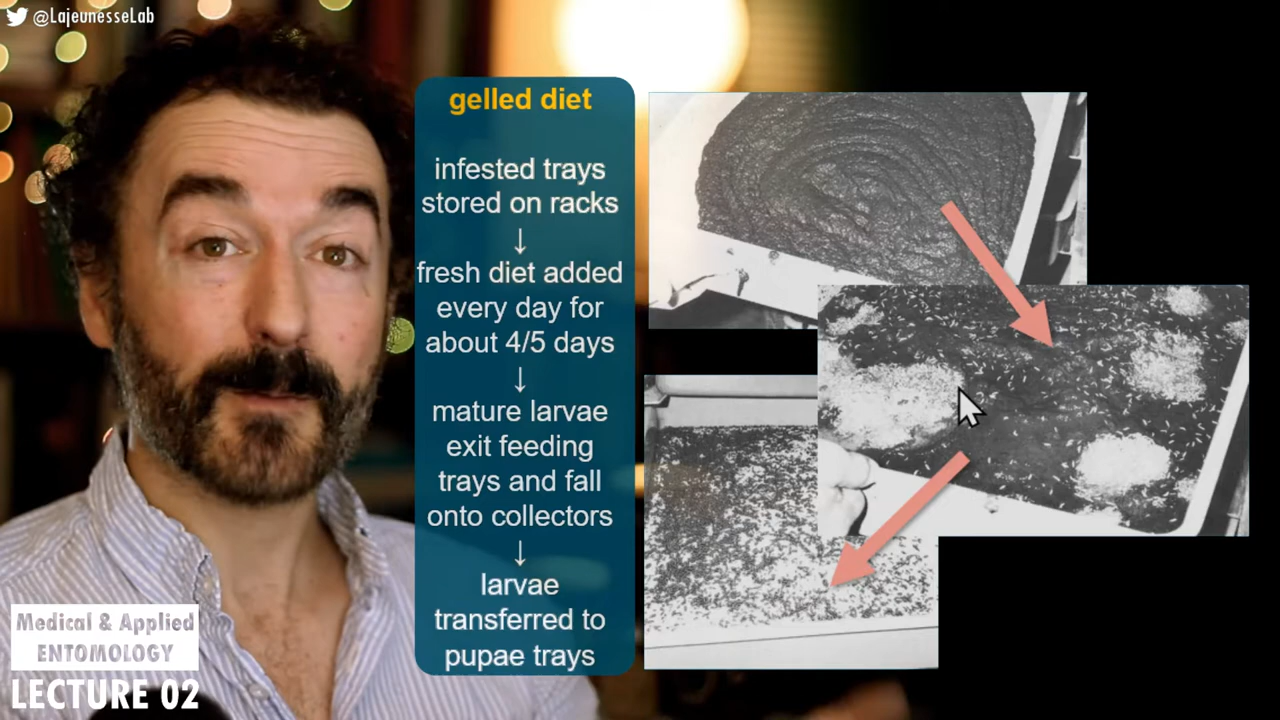 @LajeunesseLab
gelled diet
infested trays
stored on racks
↓
fresh diet added
every day for
about 4/5 days
↓
mature larvae
exit feeding
trays and fall
onto collectors
↓
larvae
transferred to
pupae trays
Medical & Applied
ENTOMOLOGY
LECTURE 02